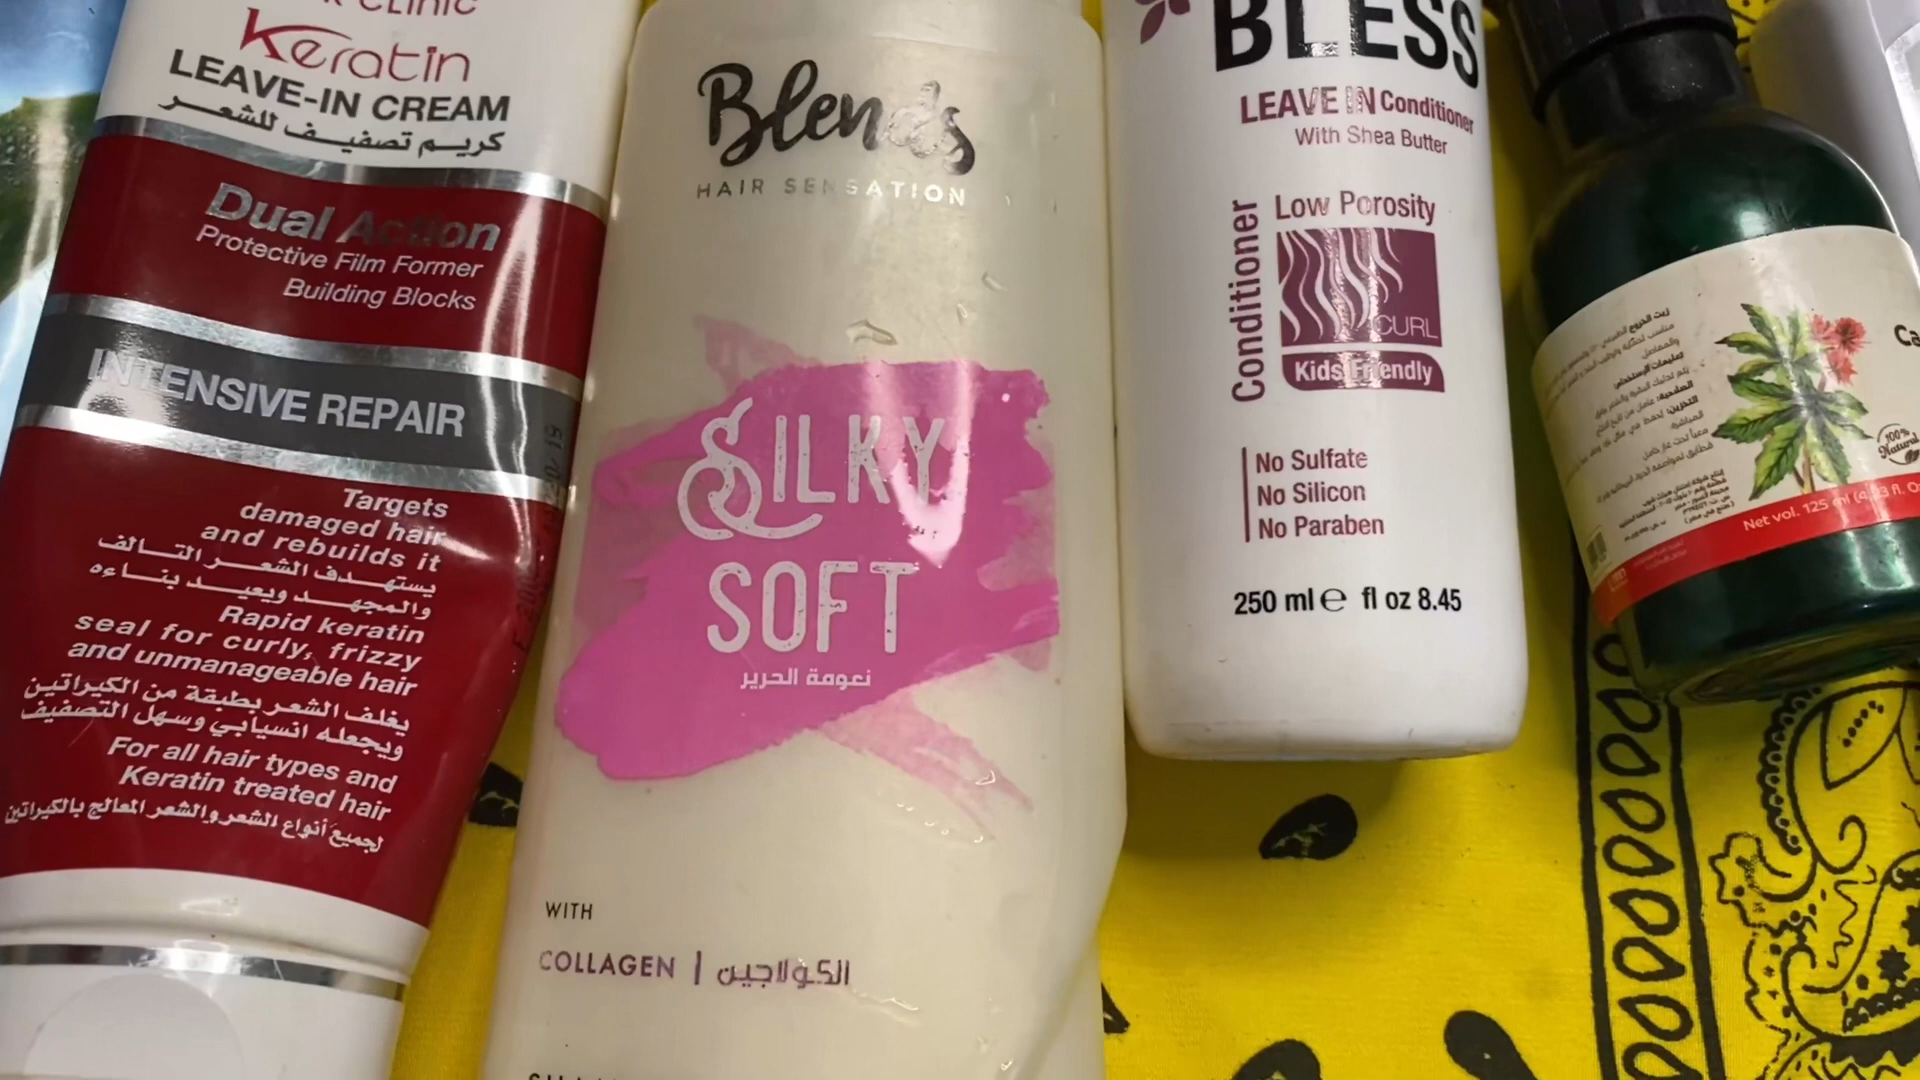 CLINIC
Keratin
LEAVE-IN CREAM
كريم تصفيف للشعر
Dual Action
Protective Film Former
Building Blocks
INTENSIVE REPAIR
Targets
damaged hair
and rebuilds it
يستهدف الشعر التالف
والمجهد ويعيد بناءه
Rapid keratin
seal for curly, frizzy
and unmanageable hair
يغلف الشعر بطبقة من الكيراتين
ويجعله انسيابي وسهل التصفيف
For all hair types and
Keratin treated hair
لجميع أنواع الشعر والشعر المعالج بالكيراتين
Blends
HAIR SENSATION
SILKY
SOFT
نعومة الحرير
WITH
COLLAGEN | الكولاجين
BLESS
LEAVE IN Conditioner
With Shea Butter
Conditioner
Low Porosity
CURL
Kids Friendly
No Sulfate
No Silicon
No Paraben
250 ml e fl oz 8.45
زيت الخروع
والمفاصل
100%
Natural
Net vol. 125 ml